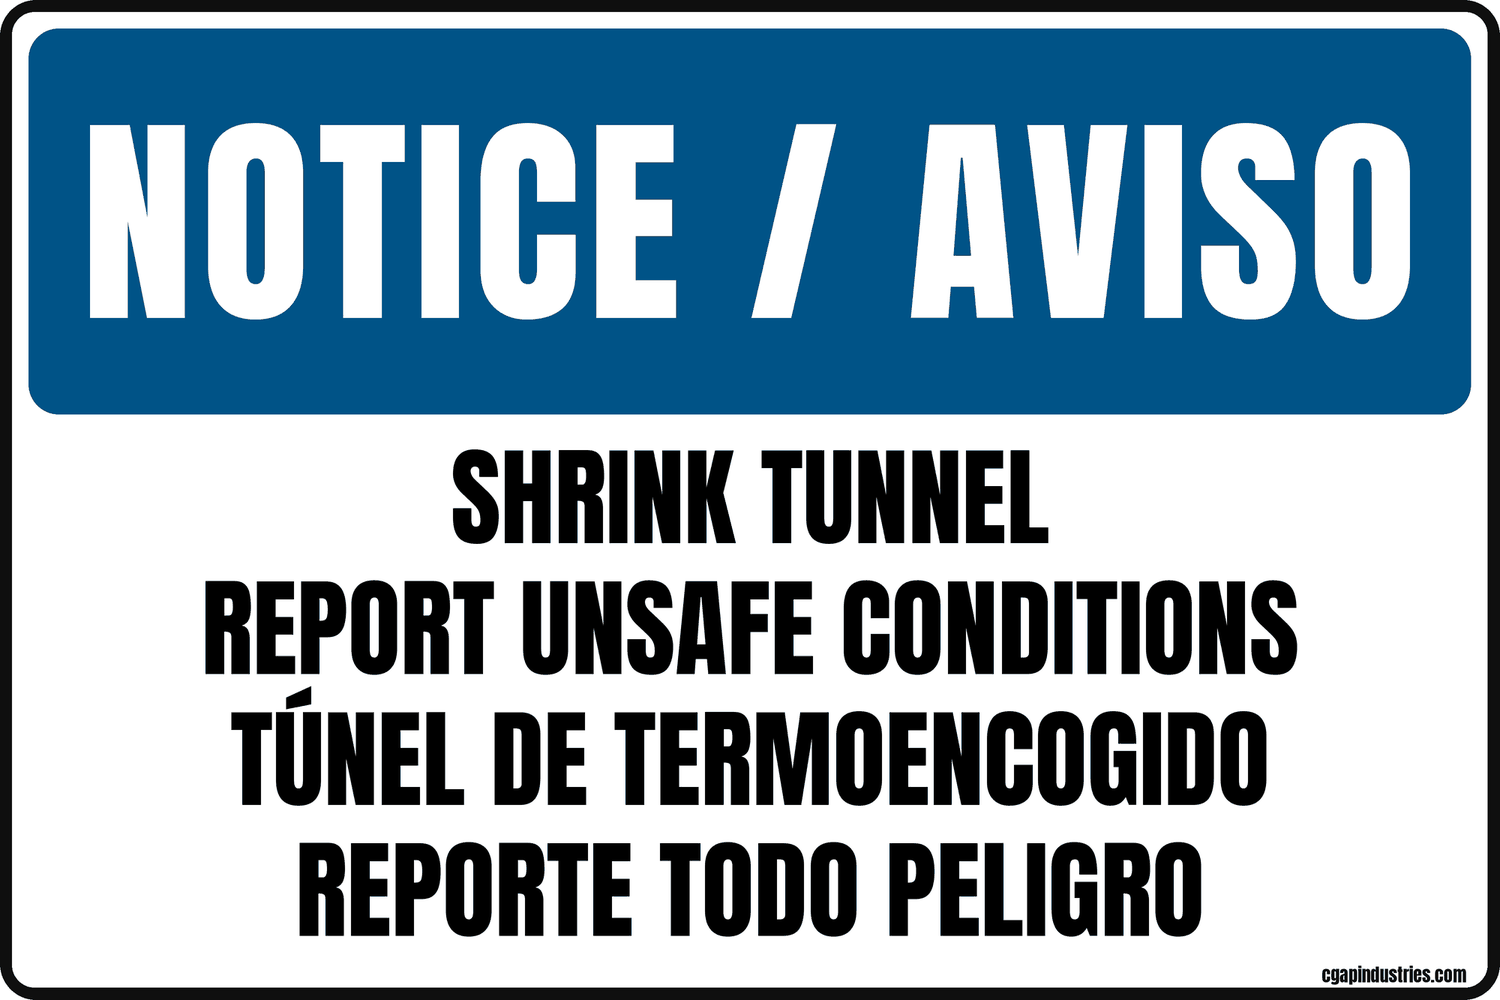 NOTICE / AVISO
SHRINK TUNNEL
REPORT UNSAFE CONDITIONS
TÚNEL DE TERMOENCOGIDO
REPORTE TODO PELIGRO
cgapindustries.com